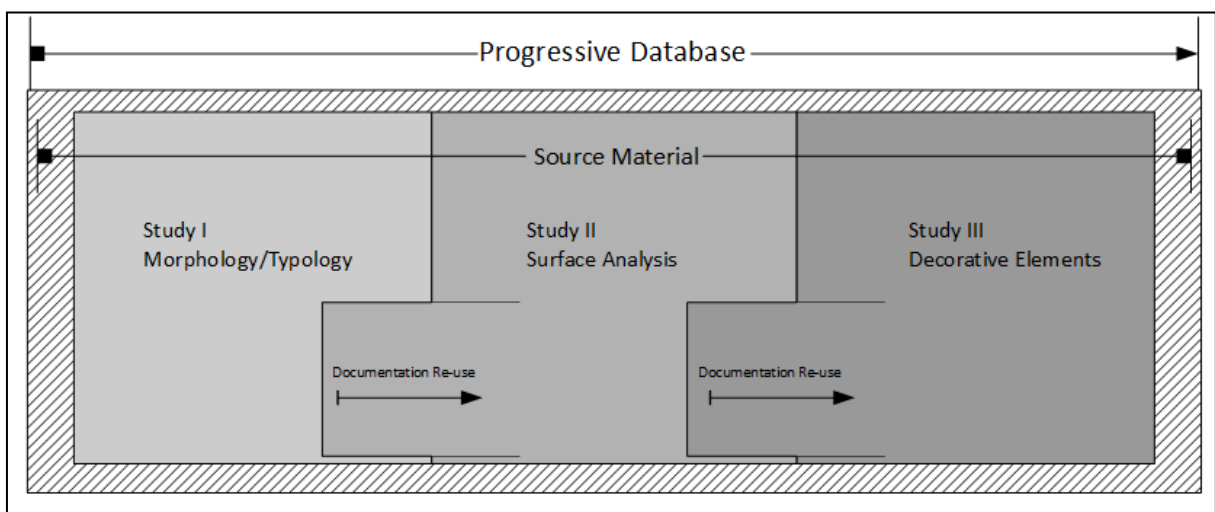 Progressive Database
Source Material
Study I
Morphology/Typology
Study II
Surface Analysis
Study III
Decorative Elements
Documentation Re-use
Documentation Re-use